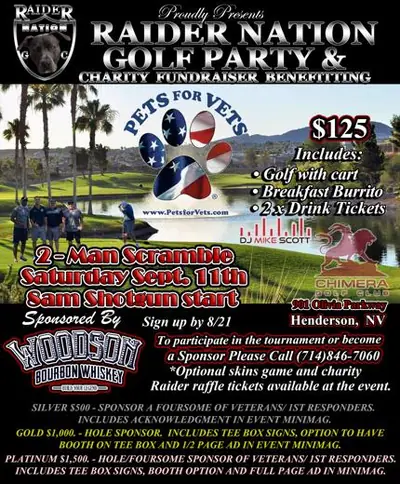 Proudly Presents
RAIDER
NATION
G C
RAIDER NATION
GOLF PARTY &
CHARITY FUNDRAISER BENEFITTING
PETS FOR VETS
®
www.PetsforVets.com
$125
Includes:
• Golf with cart
• Breakfast Burrito
• 2 x Drink Tickets
DJ MIKE SCOTT
2 - Man Scramble
Saturday Sept. 11th
8am Shotgun start
CHIMERA
GOLF CLUB
901 Olivia Parkway
Henderson, NV
Sponsored By
Sign up by 8/21
WOODSON
BOURBON WHISKEY
To participate in the tournament or become
a Sponsor Please Call (714)846-7060
*Optional skins game and charity
Raider raffle tickets available at the event.
SILVER $500 - SPONSOR A FOURSOME OF VETERANS/ 1ST RESPONDERS.
INCLUDES ACKNOWLEDGMENT IN EVENT MINIMAG.
GOLD $1,000. - HOLE SPONSOR. INCLUDES TEE BOX SIGNS, OPTION TO HAVE
BOOTH ON TEE BOX AND 1/2 PAGE AD IN EVENT MINIMAG.
PLATINUM $1,500. - HOLE/FOURSOME SPONSOR OF VETERANS/ 1ST RESPONDERS.
INCLUDES TEE BOX SIGNS, BOOTH OPTION AND FULL PAGE AD IN MINIMAG.